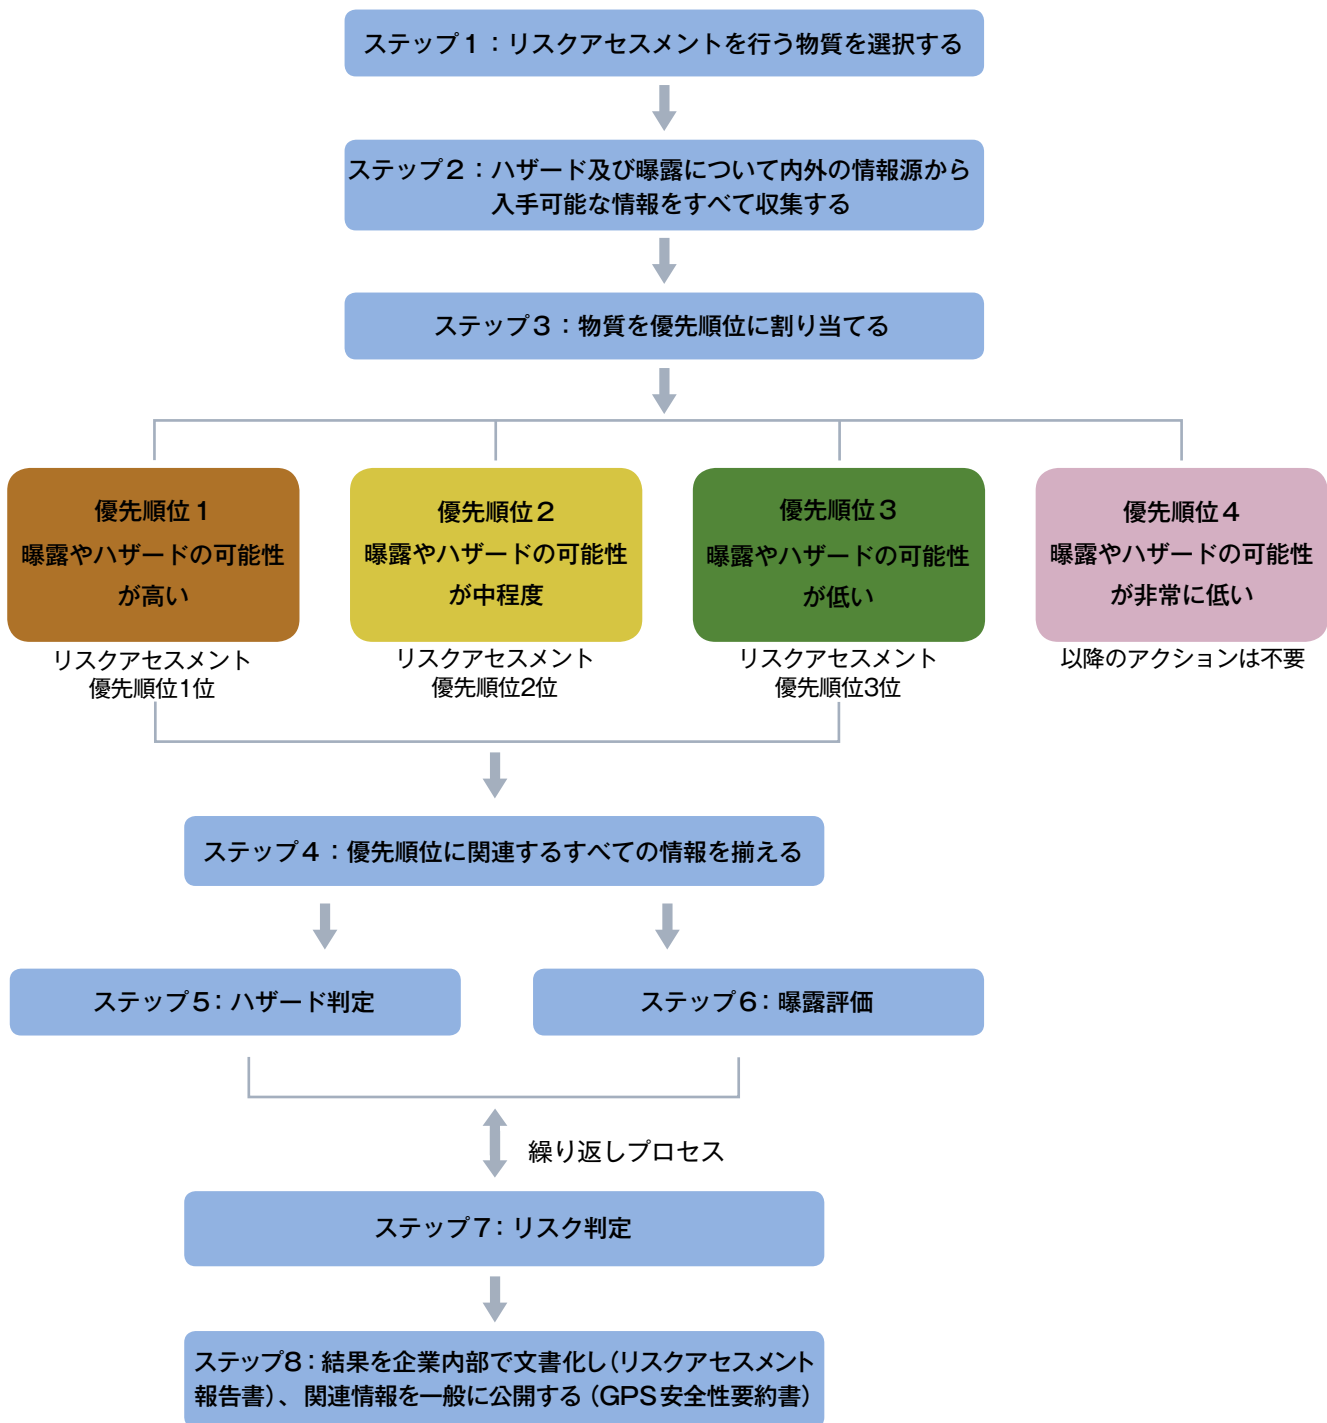 ステップ1：リスクアセスメントを行う物質を選択する
ステップ2：ハザード及び曝露について内外の情報源から
入手可能な情報をすべて収集する
ステップ3：物質を優先順位に割り当てる
優先順位1
曝露やハザードの可能性
が高い
リスクアセスメント
優先順位1位
優先順位2
曝露やハザードの可能性
が中程度
リスクアセスメント
優先順位2位
優先順位3
曝露やハザードの可能性
が低い
リスクアセスメント
優先順位3位
優先順位4
曝露やハザードの可能性
が非常に低い
以降のアクションは不要
ステップ4：優先順位に関連するすべての情報を揃える
ステップ5：ハザード判定
ステップ6：曝露評価
繰り返しプロセス
ステップ7：リスク判定
ステップ8：結果を企業内部で文書化し（リスクアセスメント
報告書）、関連情報を一般に公開する（GPS安全性要約書）